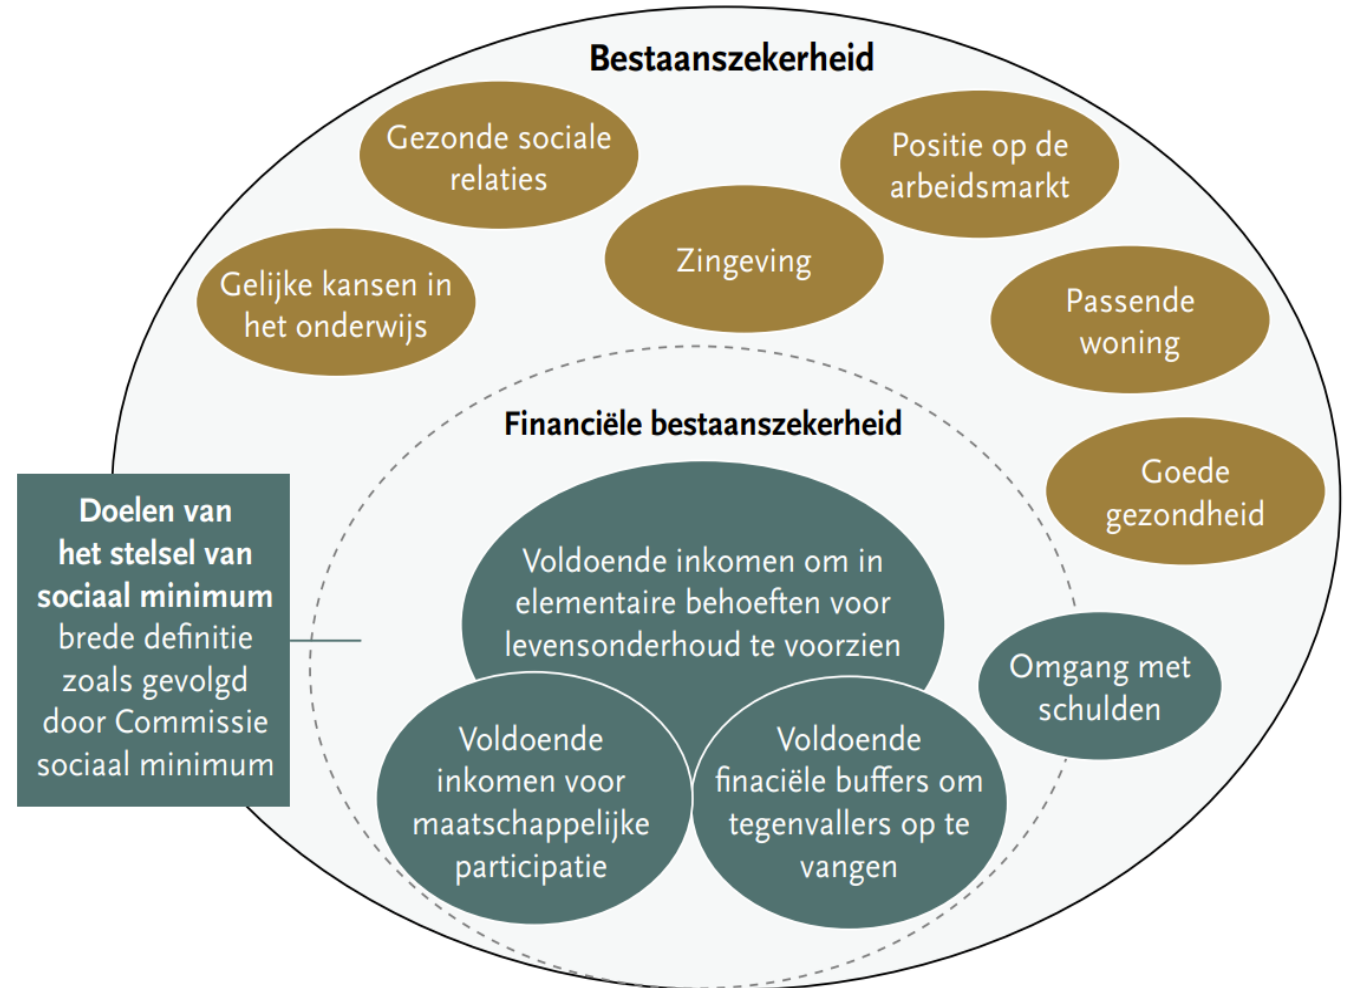 Bestaanszekerheid
Gezonde sociale
relaties
Positie op de
arbeidsmarkt
Zingeving
Gelijke kansen in
het onderwijs
Passende
woning
Financiële bestaanszekerheid
Goede
gezondheid
Doelen van
het stelsel van
sociaal minimum
brede definitie
zoals gevolgd
door Commissie
sociaal minimum
Voldoende inkomen om in
elementaire behoeften voor
levensonderhoud te voorzien
Omgang met
schulden
Voldoende
inkomen voor
maatschappelijke
participatie
Voldoende
finaciële buffers om
tegenvallers op te
vangen